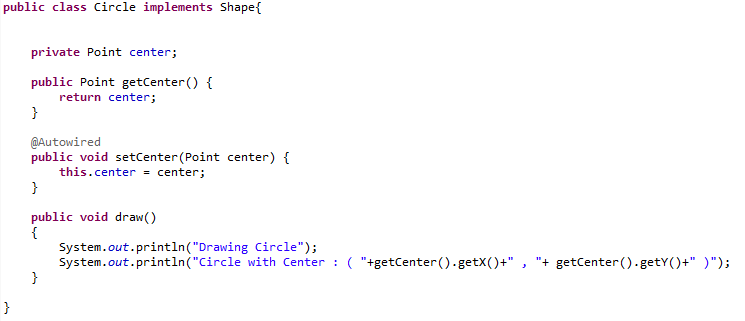 public class Circle implements Shape{
private Point center;
public Point getCenter() {
return center;
}
@Autowired
public void setCenter(Point center) {
this.center = center;
}
public void draw()
{
System.out.println("Drawing Circle");
System.out.println("Circle with Center : ( "+getCenter().getX()+" , "+ getCenter().getY()+" )");
}
}